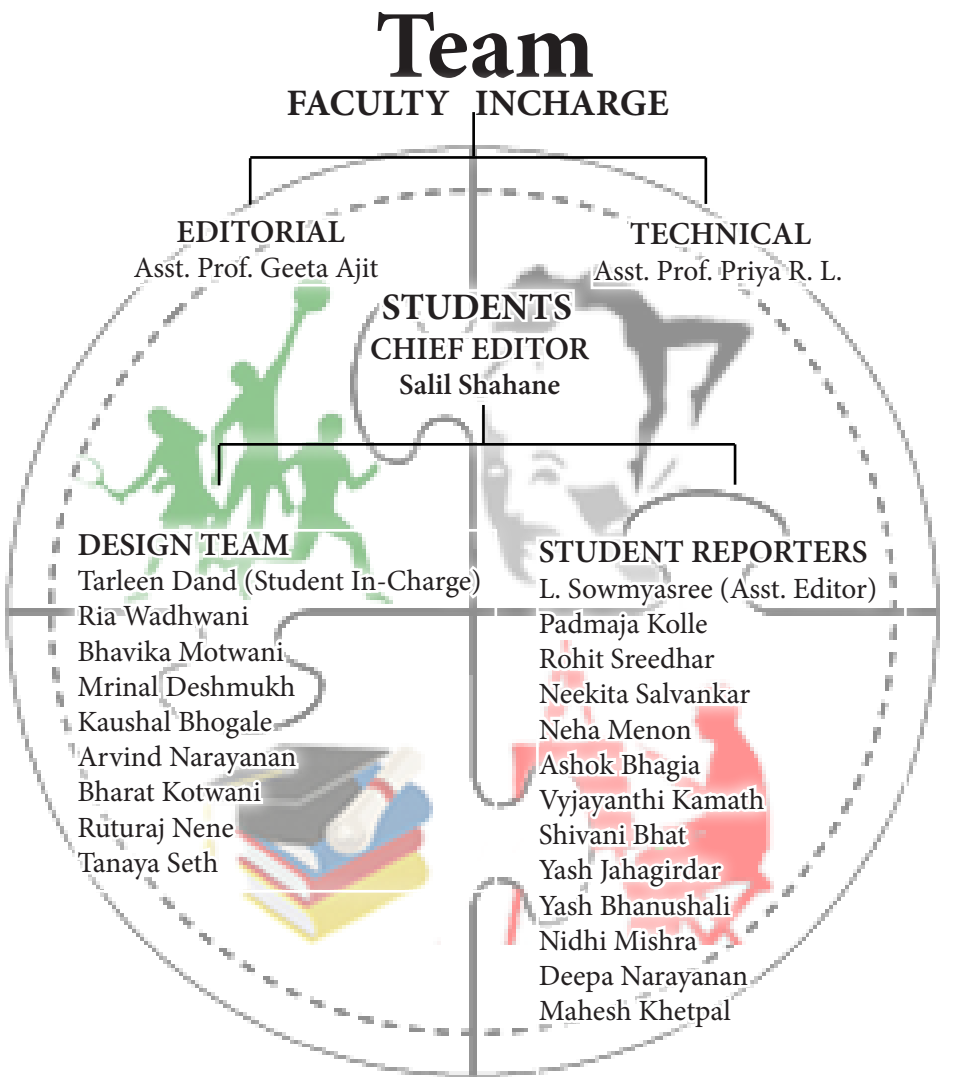 Team
FACULTY INCHARGE
EDITORIAL
Asst. Prof. Geeta Ajit
TECHNICAL
Asst. Prof. Priya R. L.
STUDENTS
CHIEF EDITOR
Salil Shahane
DESIGN TEAM
Tarleen Dand (Student In-Charge)
Ria Wadhwani
Bhavika Motwani
Mrinal Deshmukh
Kaushal Bhogale
Arvind Narayanan
Bharat Kotwani
Ruturaj Nene
Tanaya Seth
STUDENT REPORTERS
L. Sowmyasree (Asst. Editor)
Padmaja Kolle
Rohit Sreedhar
Neekita Salvankar
Neha Menon
Ashok Bhagia
Vyjayanthi Kamath
Shivani Bhat
Yash Jahagirdar
Yash Bhanushali
Nidhi Mishra
Deepa Narayanan
Mahesh Khetpal